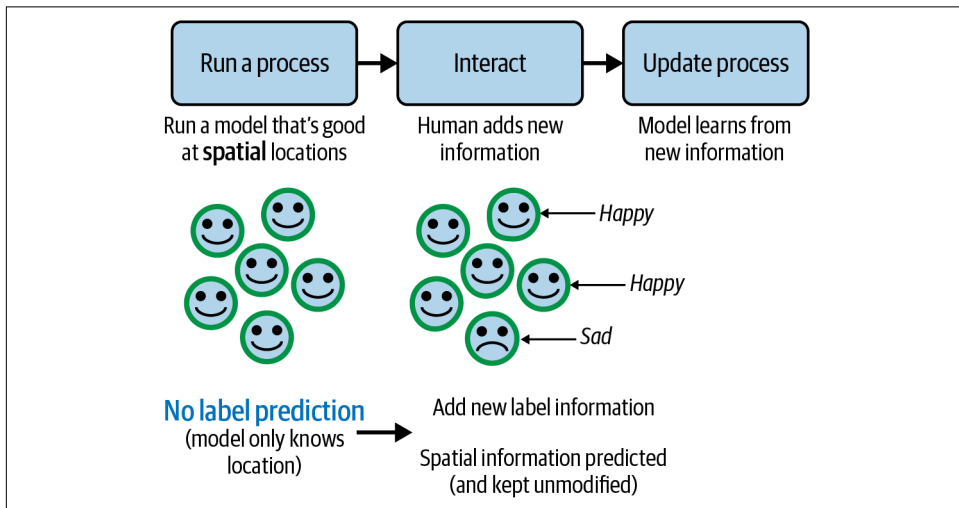 Run a process
Interact
Update process
Run a model that's good
at spatial locations
Human adds new
information
Model learns from
new information
Happy
Happy
Sad
No label prediction
(model only knows
location)
Add new label information
Spatial information predicted
(and kept unmodified)